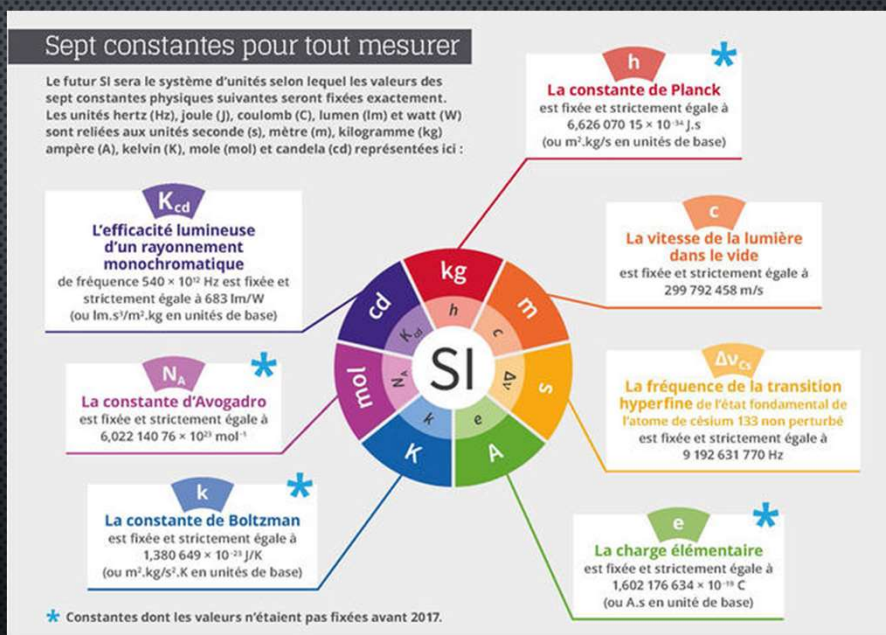 Sept constantes pour tout mesurer
Le futur SI sera le système d'unités selon lequel les valeurs des
sept constantes physiques suivantes seront fixées exactement.
Les unités hertz (Hz), joule (J), coulomb (C), lumen (lm) et watt (W)
sont reliées aux unités seconde (s), mètre (m), kilogramme (kg)
ampère (A), kelvin (K), mole (mol) et candela (cd) représentées ici :
h
La constante de Planck
est fixée et strictement égale à
6,626 070 15 × 10⁻³⁴ J.s
(ou m².kg/s en unités de base)
K_cd
L'efficacité lumineuse
d'un rayonnement
monochromatique
de fréquence 540 × 10¹² Hz est fixée et
strictement égale à 683 lm/W
(ou lm.s³/m².kg en unités de base)
c
La vitesse de la lumière
dans le vide
est fixée et strictement égale à
299 792 458 m/s
N_A
La constante d'Avogadro
est fixée et strictement égale à
6,022 140 76 × 10²³ mol⁻¹
Δν_Cs
La fréquence de la transition
hyperfine de l'état fondamental de
l'atome de césium 133 non perturbé
est fixée et strictement égale à
9 192 631 770 Hz
k
La constante de Boltzman
est fixée et strictement égale à
1,380 649 × 10⁻²³ J/K
(ou m².kg/s².K en unités de base)
e
La charge élémentaire
est fixée et strictement égale à
1,602 176 634 × 10⁻¹⁹ C
(ou A.s en unité de base)
SI
kg
h
m
c
s
Δν
A
e
K
k
mol
N_A
cd
K_cd
* Constantes dont les valeurs n'étaient pas fixées avant 2017.